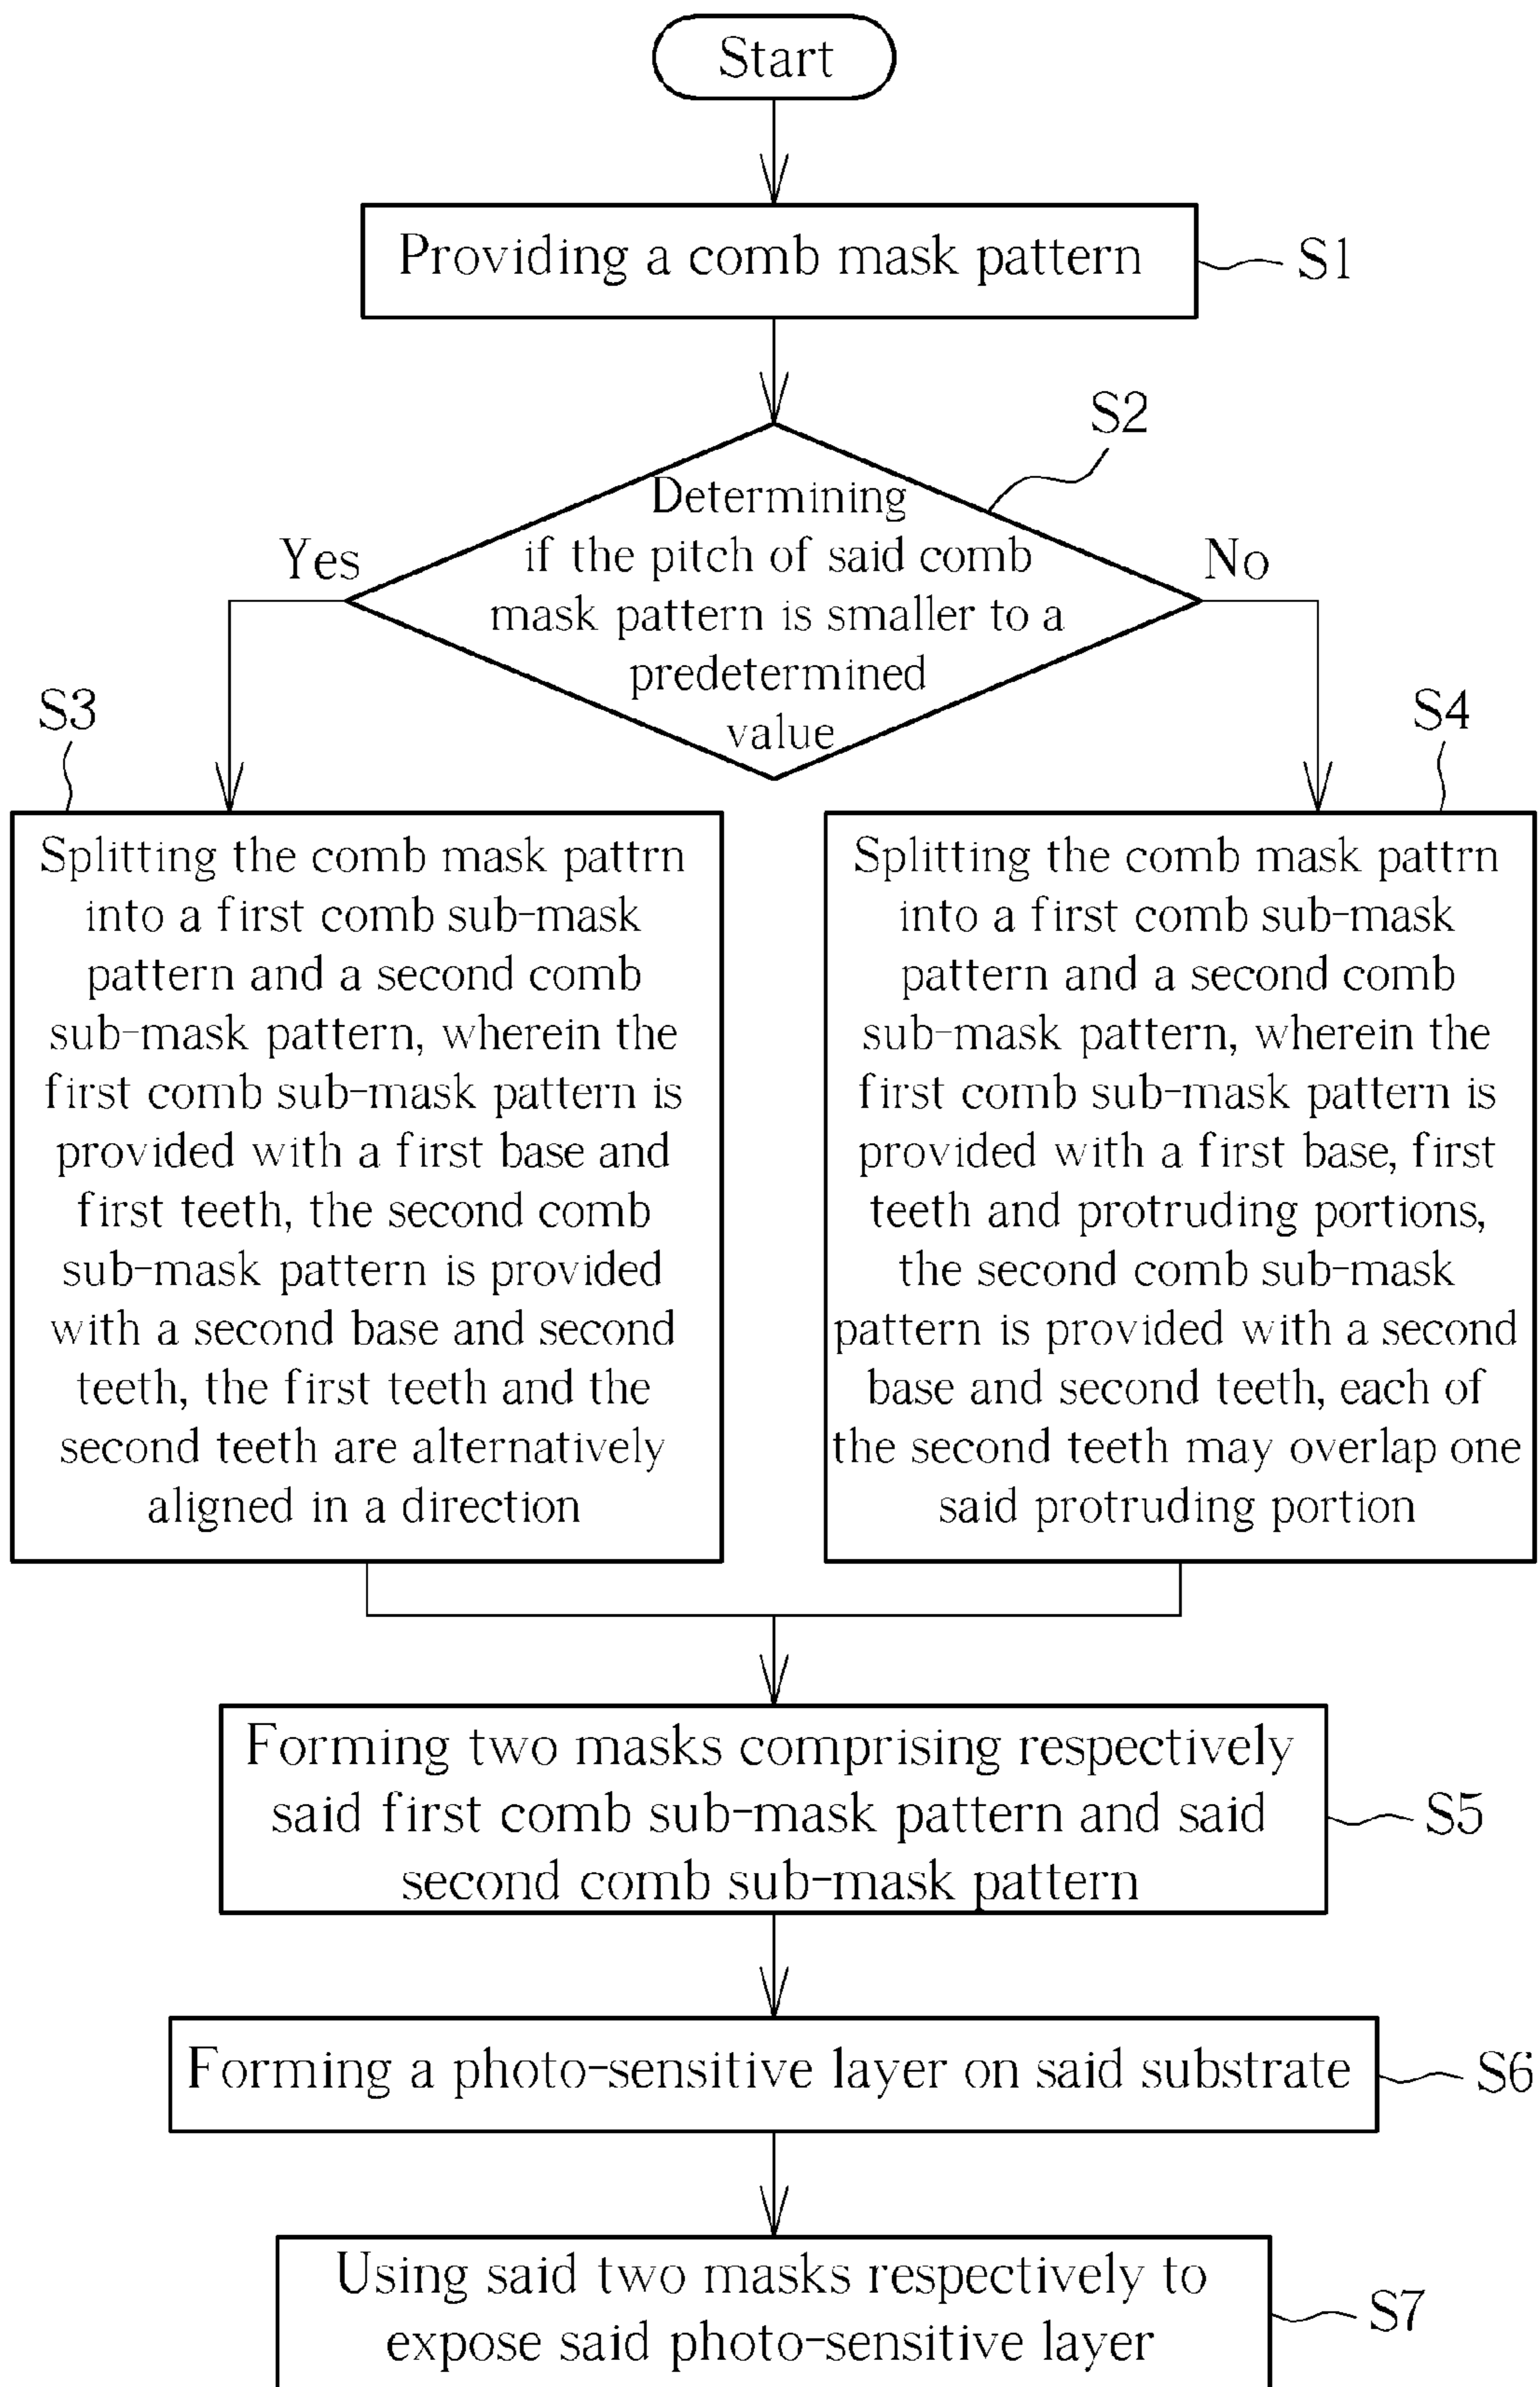 Start
Providing a comb mask pattern
S1
S2
Determining
if the pitch of said comb
mask pattern is smaller to a
predetermined
value
Yes
No
S3
Splitting the comb mask pattrn
into a first comb sub-mask
pattern and a second comb
sub-mask pattern, wherein the
first comb sub-mask pattern is
provided with a first base and
first teeth, the second comb
sub-mask pattern is provided
with a second base and second
teeth, the first teeth and the
second teeth are alternatively
aligned in a direction
S4
Splitting the comb mask pattrn
into a first comb sub-mask
pattern and a second comb
sub-mask pattern, wherein the
first comb sub-mask pattern is
provided with a first base, first
teeth and protruding portions,
the second comb sub-mask
pattern is provided with a second
base and second teeth, each of
the second teeth may overlap one
said protruding portion
Forming two masks comprising respectively
said first comb sub-mask pattern and said
second comb sub-mask pattern
S5
Forming a photo-sensitive layer on said substrate
S6
Using said two masks respectively to
expose said photo-sensitive layer
S7